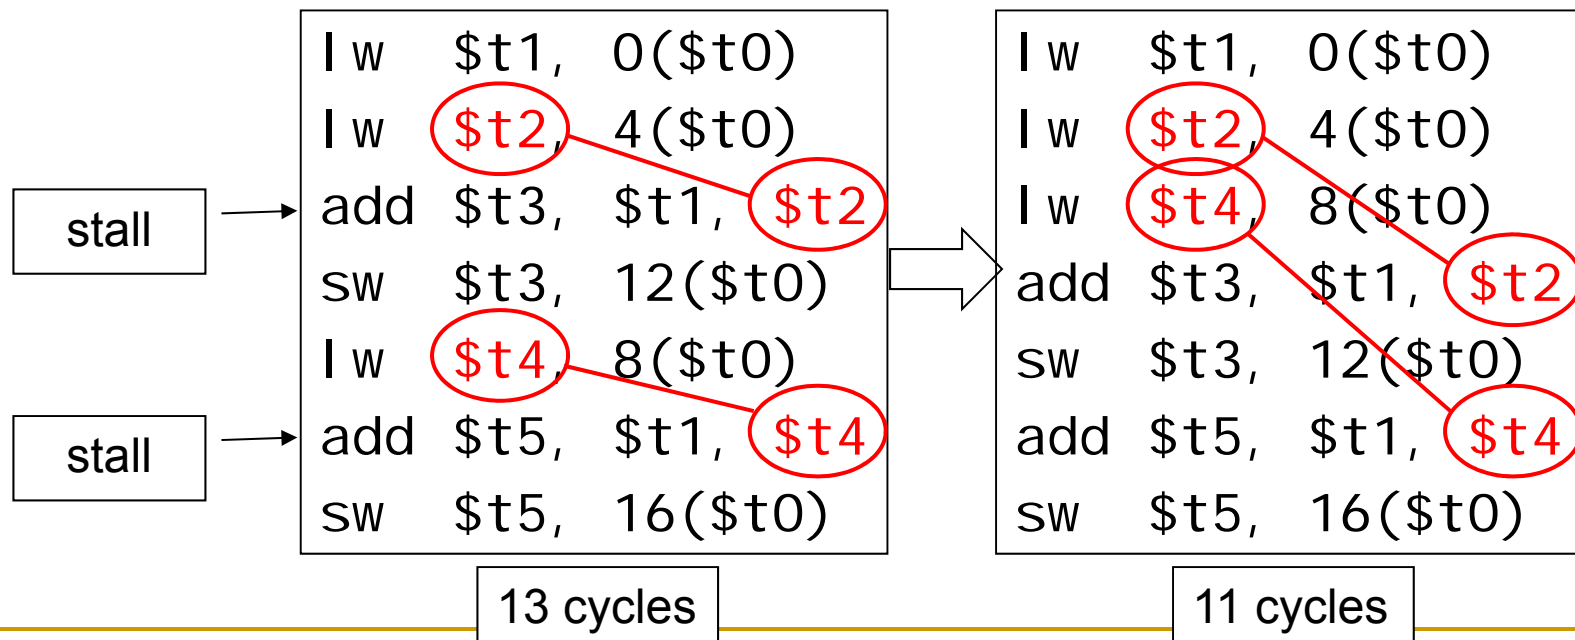 lw $t1, 0($t0)
lw $t2, 4($t0)
stall
add $t3, $t1, $t2
sw $t3, 12($t0)
lw $t4, 8($t0)
stall
add $t5, $t1, $t4
sw $t5, 16($t0)
13 cycles
lw $t1, 0($t0)
lw $t2, 4($t0)
lw $t4, 8($t0)
add $t3, $t1, $t2
sw $t3, 12($t0)
add $t5, $t1, $t4
sw $t5, 16($t0)
11 cycles